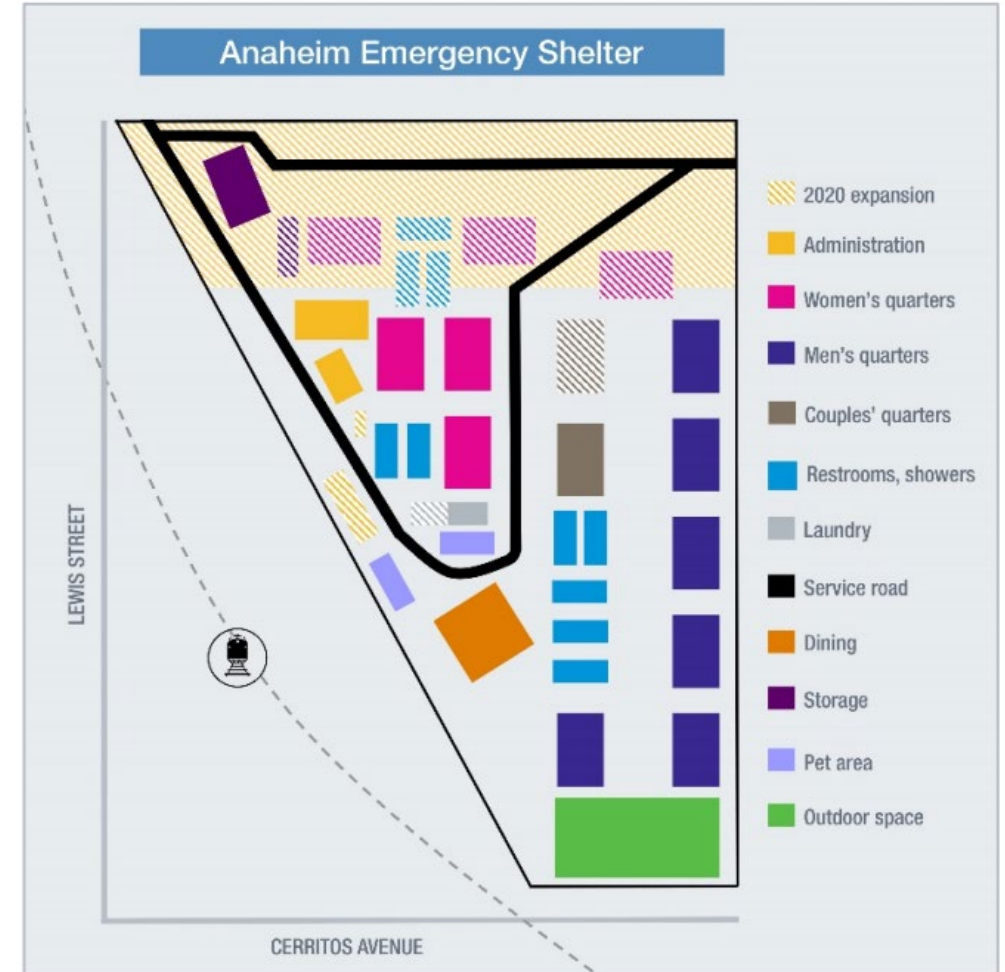 Anaheim Emergency Shelter
2020 expansion
Administration
Women's quarters
Men's quarters
Couples' quarters
Restrooms, showers
Laundry
Service road
Dining
Storage
Pet area
Outdoor space
LEWIS STREET
CERRITOS AVENUE